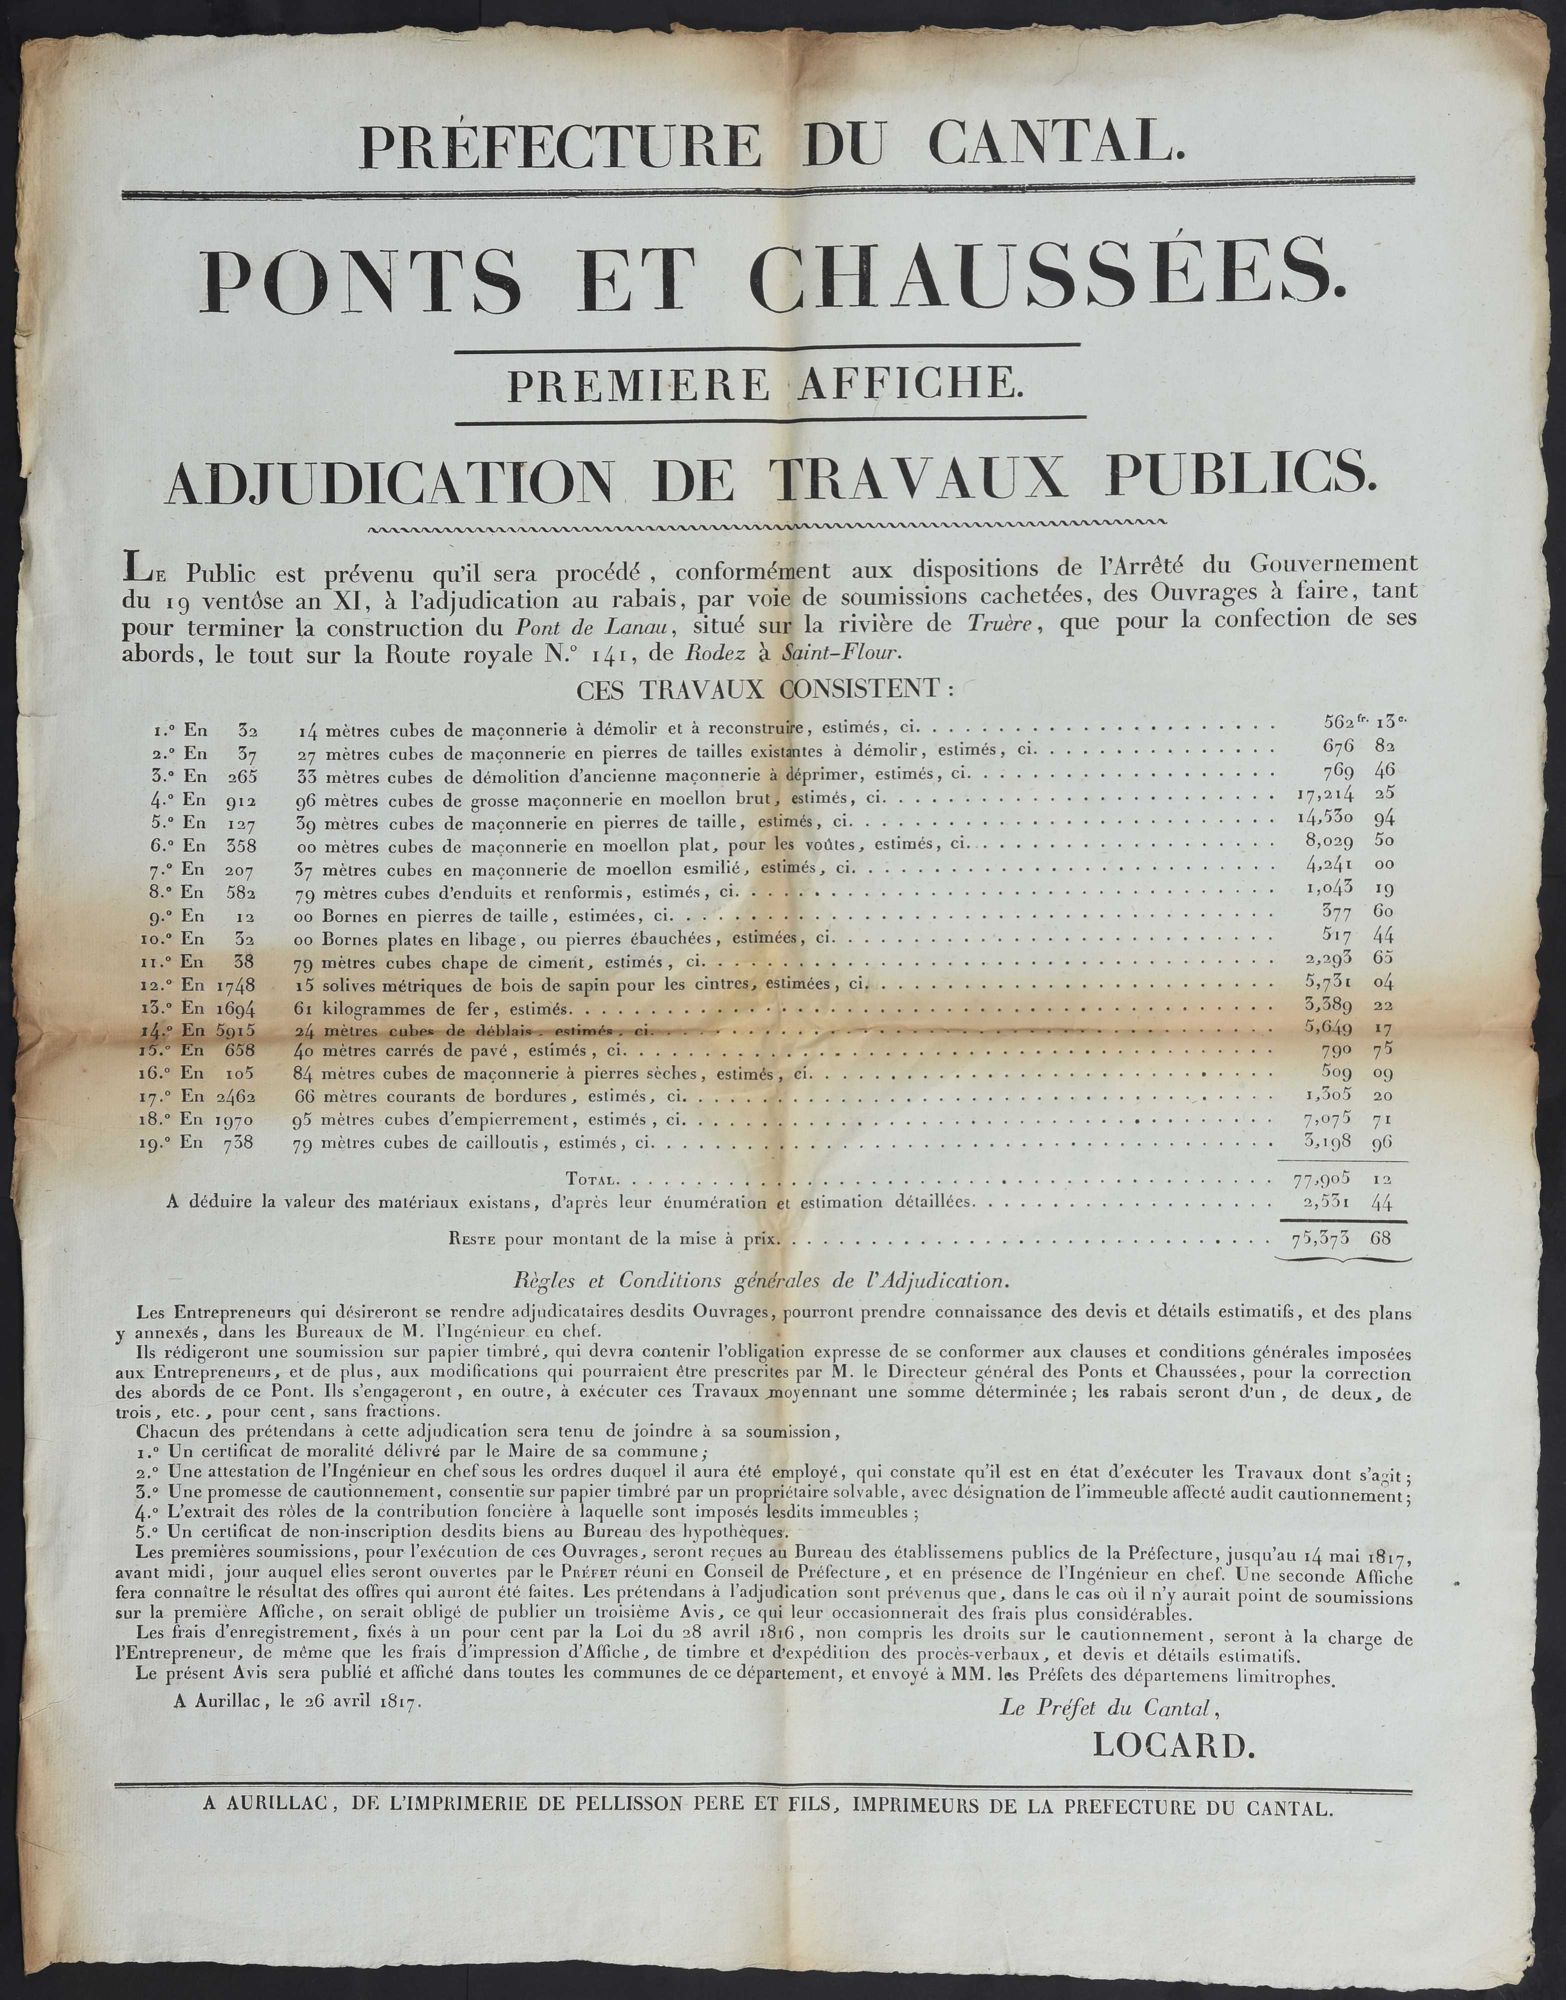 PRÉFECTURE DU CANTAL.
PONTS ET CHAUSSÉES.
PREMIERE AFFICHE.
ADJUDICATION DE TRAVAUX PUBLICS.
LE Public est prévenu qu'il sera procédé, conformément aux dispositions de l'Arrêté du Gouvernement
du 19 ventôse an XI, à l'adjudication au rabais, par voie de soumissions cachetées, des Ouvrages à faire, tant
pour terminer la construction du Pont de Lanau, situé sur la rivière de Truère, que pour la confection de ses
abords, le tout sur la Route royale N.° 141, de Rodez à Saint-Flour.
CES TRAVAUX CONSISTENT :
1.° En 32 14 mètres cubes de maçonnerie à démolir et à reconstruire, estimés, ci. 562 fr. 13 c.
2.° En 37 27 mètres cubes de maçonnerie en pierres de tailles existantes à démolir, estimés, ci. 676 82
3.° En 265 33 mètres cubes de démolition d'ancienne maçonnerie à déprimer, estimés, ci. 769 46
4.° En 912 96 mètres cubes de grosse maçonnerie en moellon brut, estimés, ci. 17,214 25
5.° En 127 39 mètres cubes de maçonnerie en pierres de taille, estimés, ci. 14,530 94
6.° En 358 00 mètres cubes de maçonnerie en moellon plat, pour les voûtes, estimés, ci. 8,029 50
7.° En 207 37 mètres cubes en maçonnerie de moellon esmilié, estimés, ci. 4,241 00
8.° En 582 79 mètres cubes d'enduits et renformis, estimés, ci. 1,043 19
9.° En 12 00 Bornes en pierres de taille, estimées, ci. 377 60
10.° En 32 00 Bornes plates en libage, ou pierres ébauchées, estimées, ci. 517 44
11.° En 38 79 mètres cubes chape de ciment, estimés, ci. 2,293 65
12.° En 1748 15 solives métriques de bois de sapin pour les cintres, estimées, ci. 5,731 04
13.° En 1694 61 kilogrammes de fer, estimés. 3,389 22
14.° En 5915 24 mètres cubes de déblais, estimés, ci. 5,649 17
15.° En 658 40 mètres carrés de pavé, estimés, ci. 790 75
16.° En 105 84 mètres cubes de maçonnerie à pierres sèches, estimés, ci. 509 09
17.° En 2462 66 mètres courants de bordures, estimés, ci. 1,305 20
18.° En 1970 95 mètres cubes d'empierrement, estimés, ci. 7,075 71
19.° En 738 79 mètres cubes de cailloutis, estimés, ci. 3,198 96
TOTAL. 77,905 12
A déduire la valeur des matériaux existans, d'après leur énumération et estimation détaillées. 2,531 44
RESTE pour montant de la mise à prix. 75,373 68
Règles et Conditions générales de l'Adjudication.
Les Entrepreneurs qui désireront se rendre adjudicataires desdits Ouvrages, pourront prendre connaissance des devis et détails estimatifs, et des plans
y annexés, dans les Bureaux de M. l'Ingénieur en chef.
Ils rédigeront une soumission sur papier timbré, qui devra contenir l'obligation expresse de se conformer aux clauses et conditions générales imposées
aux Entrepreneurs, et de plus, aux modifications qui pourraient être prescrites par M. le Directeur général des Ponts et Chaussées, pour la correction
des abords de ce Pont. Ils s'engageront, en outre, à exécuter ces Travaux moyennant une somme déterminée; les rabais seront d'un, de deux, de
trois, etc., pour cent, sans fractions.
Chacun des prétendans à cette adjudication sera tenu de joindre à sa soumission,
1.° Un certificat de moralité délivré par le Maire de sa commune;
2.° Une attestation de l'Ingénieur en chef sous les ordres duquel il aura été employé, qui constate qu'il est en état d'exécuter les Travaux dont s'agit;
3.° Une promesse de cautionnement, consentie sur papier timbré par un propriétaire solvable, avec désignation de l'immeuble affecté audit cautionnement;
4.° L'extrait des rôles de la contribution foncière à laquelle sont imposés lesdits immeubles;
5.° Un certificat de non-inscription desdits biens au Bureau des hypothèques.
Les premières soumissions, pour l'exécution de ces Ouvrages, seront reçues au Bureau des établissemens publics de la Préfecture, jusqu'au 14 mai 1817,
avant midi, jour auquel elles seront ouvertes par le PRÉFET réuni en Conseil de Préfecture, et en présence de l'Ingénieur en chef. Une seconde Affiche
fera connaître le résultat des offres qui auront été faites. Les prétendans à l'adjudication sont prévenus que, dans le cas où il n'y aurait point de soumissions
sur la première Affiche, on serait obligé de publier un troisième Avis, ce qui leur occasionnerait des frais plus considérables.
Les frais d'enregistrement, fixés à un pour cent par la Loi du 28 avril 1816, non compris les droits sur le cautionnement, seront à la charge de
l'Entrepreneur, de même que les frais d'impression d'Affiche, de timbre et d'expédition des procès-verbaux, et devis et détails estimatifs.
Le présent Avis sera publié et affiché dans toutes les communes de ce département, et envoyé à MM. les Préfets des départemens limitrophes.
A Aurillac, le 26 avril 1817.
Le Préfet du Cantal,
LOCARD.
A AURILLAC, DE L'IMPRIMERIE DE PELLISSON PERE ET FILS, IMPRIMEURS DE LA PREFECTURE DU CANTAL.